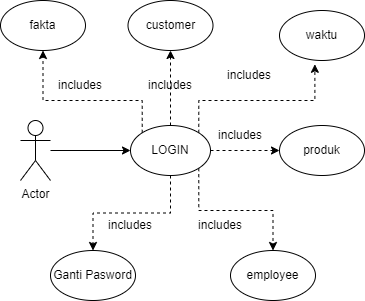 fakta
customer
waktu
includes
includes
includes
includes
LOGIN
produk
Actor
includes
includes
Ganti Pasword
employee